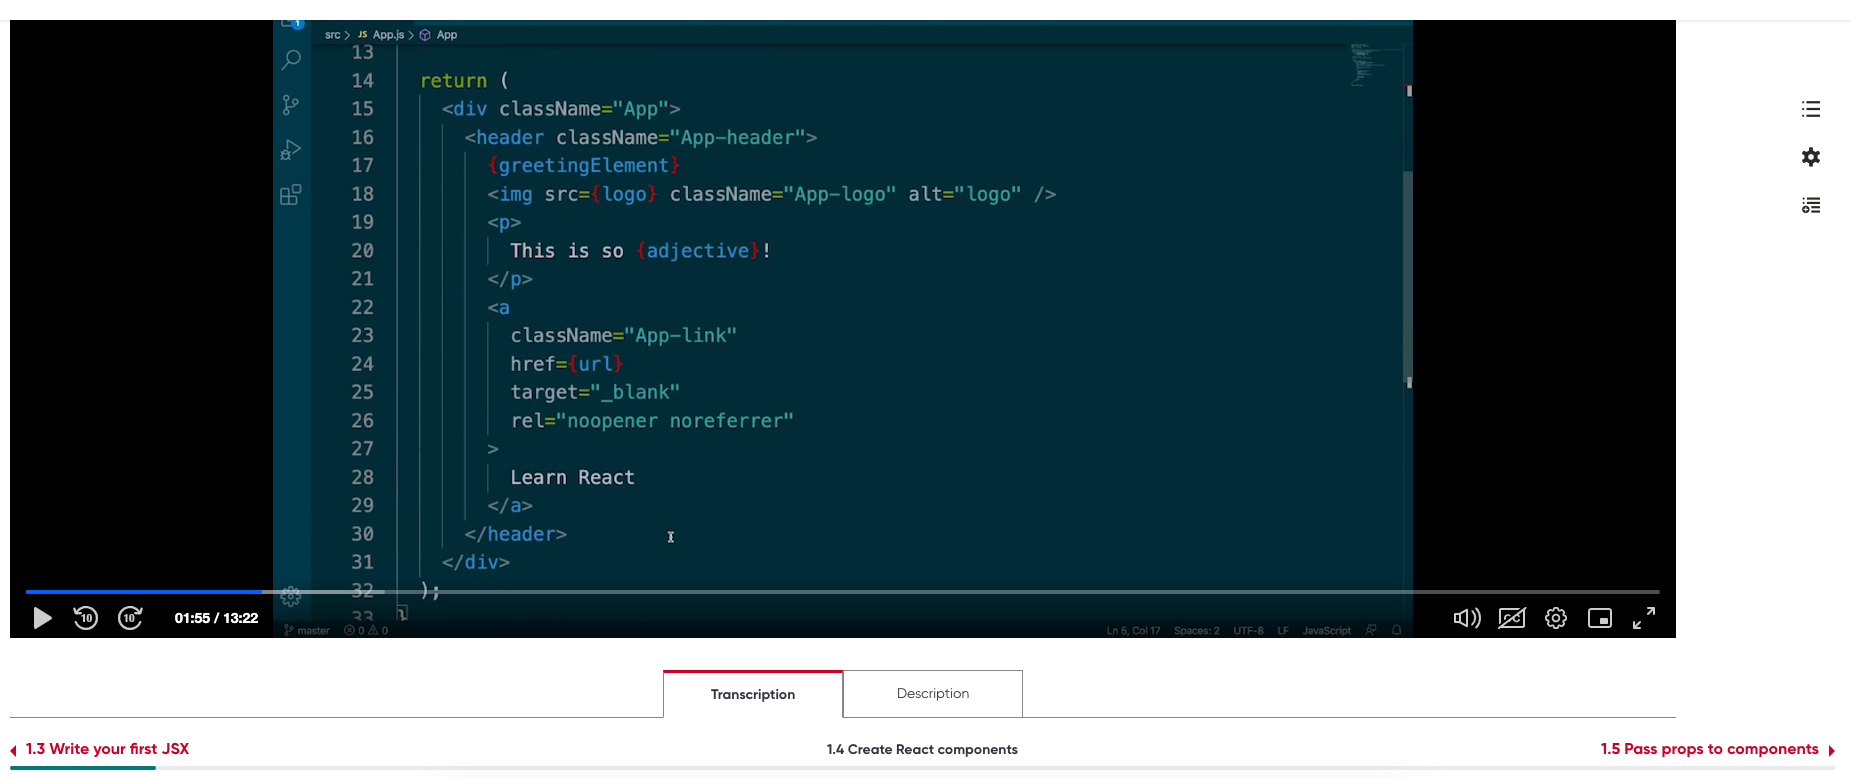 1
src > JS App.js > App
13
14 return (
15 <div className="App">
16 <header className="App-header">
17 {greetingElement}
18 <img src={logo} className="App-logo" alt="logo" />
19 <p>
20 This is so {adjective}!
21 </p>
22 <a
23 className="App-link"
24 href={url}
25 target="_blank"
26 rel="noopener noreferrer"
27 >
28 Learn React
29 </a>
30 </header>
31 </div>
32 );
33 }
10 10 01:55 / 13:22 CC
master 0 0 Ln 5, Col 17 Spaces: 2 UTF-8 LF JavaScript
Transcription Description
1.3 Write your first JSX 1.4 Create React components 1.5 Pass props to components